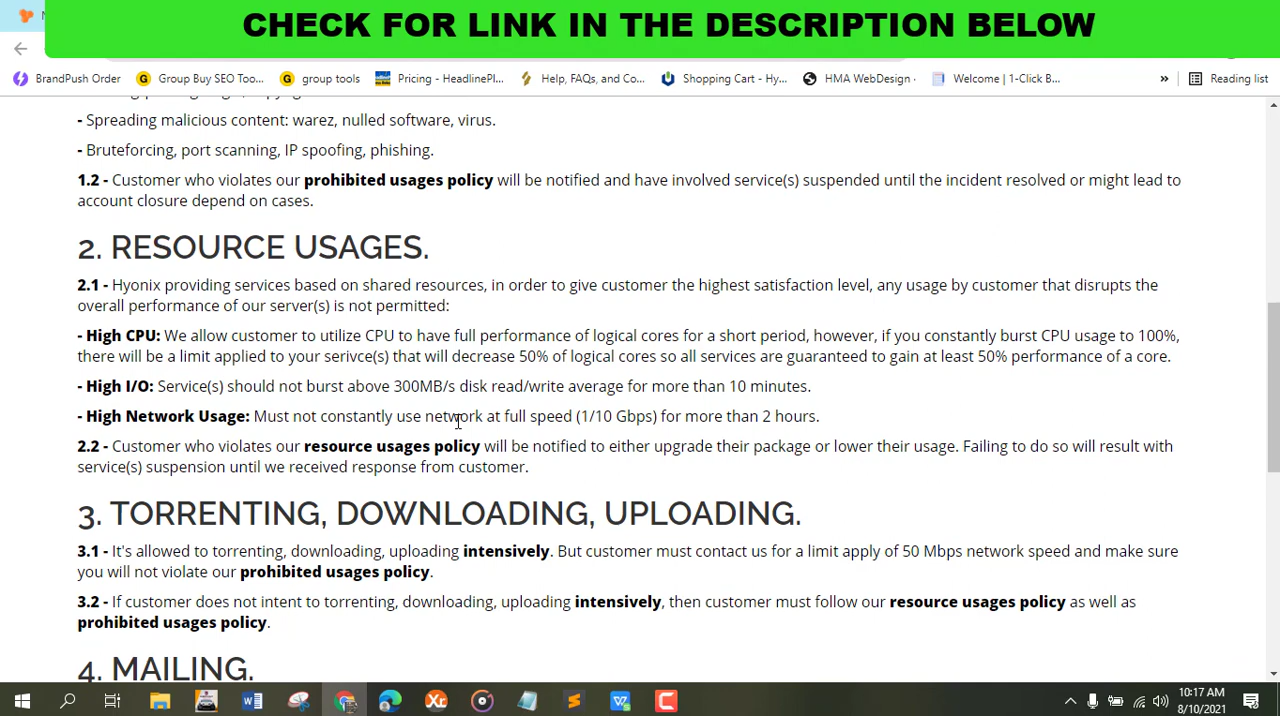 CHECK FOR LINK IN THE DESCRIPTION BELOW
BrandPush Order
Group Buy SEO Too...
group tools
Pricing - HeadlinePl...
Help, FAQs, and Co...
Shopping Cart - Hy...
HMA WebDesign -
Welcome | 1-Click B...
»
Reading list
- Spreading malicious content: warez, nulled software, virus.
- Bruteforcing, port scanning, IP spoofing, phishing.
1.2 - Customer who violates our prohibited usages policy will be notified and have involved service(s) suspended until the incident resolved or might lead to
account closure depend on cases.
2. RESOURCE USAGES.
2.1 - Hyonix providing services based on shared resources, in order to give customer the highest satisfaction level, any usage by customer that disrupts the
overall performance of our server(s) is not permitted:
- High CPU: We allow customer to utilize CPU to have full performance of logical cores for a short period, however, if you constantly burst CPU usage to 100%,
there will be a limit applied to your serivce(s) that will decrease 50% of logical cores so all services are guaranteed to gain at least 50% performance of a core.
- High I/O: Service(s) should not burst above 300MB/s disk read/write average for more than 10 minutes.
- High Network Usage: Must not constantly use network at full speed (1/10 Gbps) for more than 2 hours.
2.2 - Customer who violates our resource usages policy will be notified to either upgrade their package or lower their usage. Failing to do so will result with
service(s) suspension until we received response from customer.
3. TORRENTING, DOWNLOADING, UPLOADING.
3.1 - It's allowed to torrenting, downloading, uploading intensively. But customer must contact us for a limit apply of 50 Mbps network speed and make sure
you will not violate our prohibited usages policy.
3.2 - If customer does not intent to torrenting, downloading, uploading intensively, then customer must follow our resource usages policy as well as
prohibited usages policy.
4. MAILING.
10:17 AM
8/10/2021